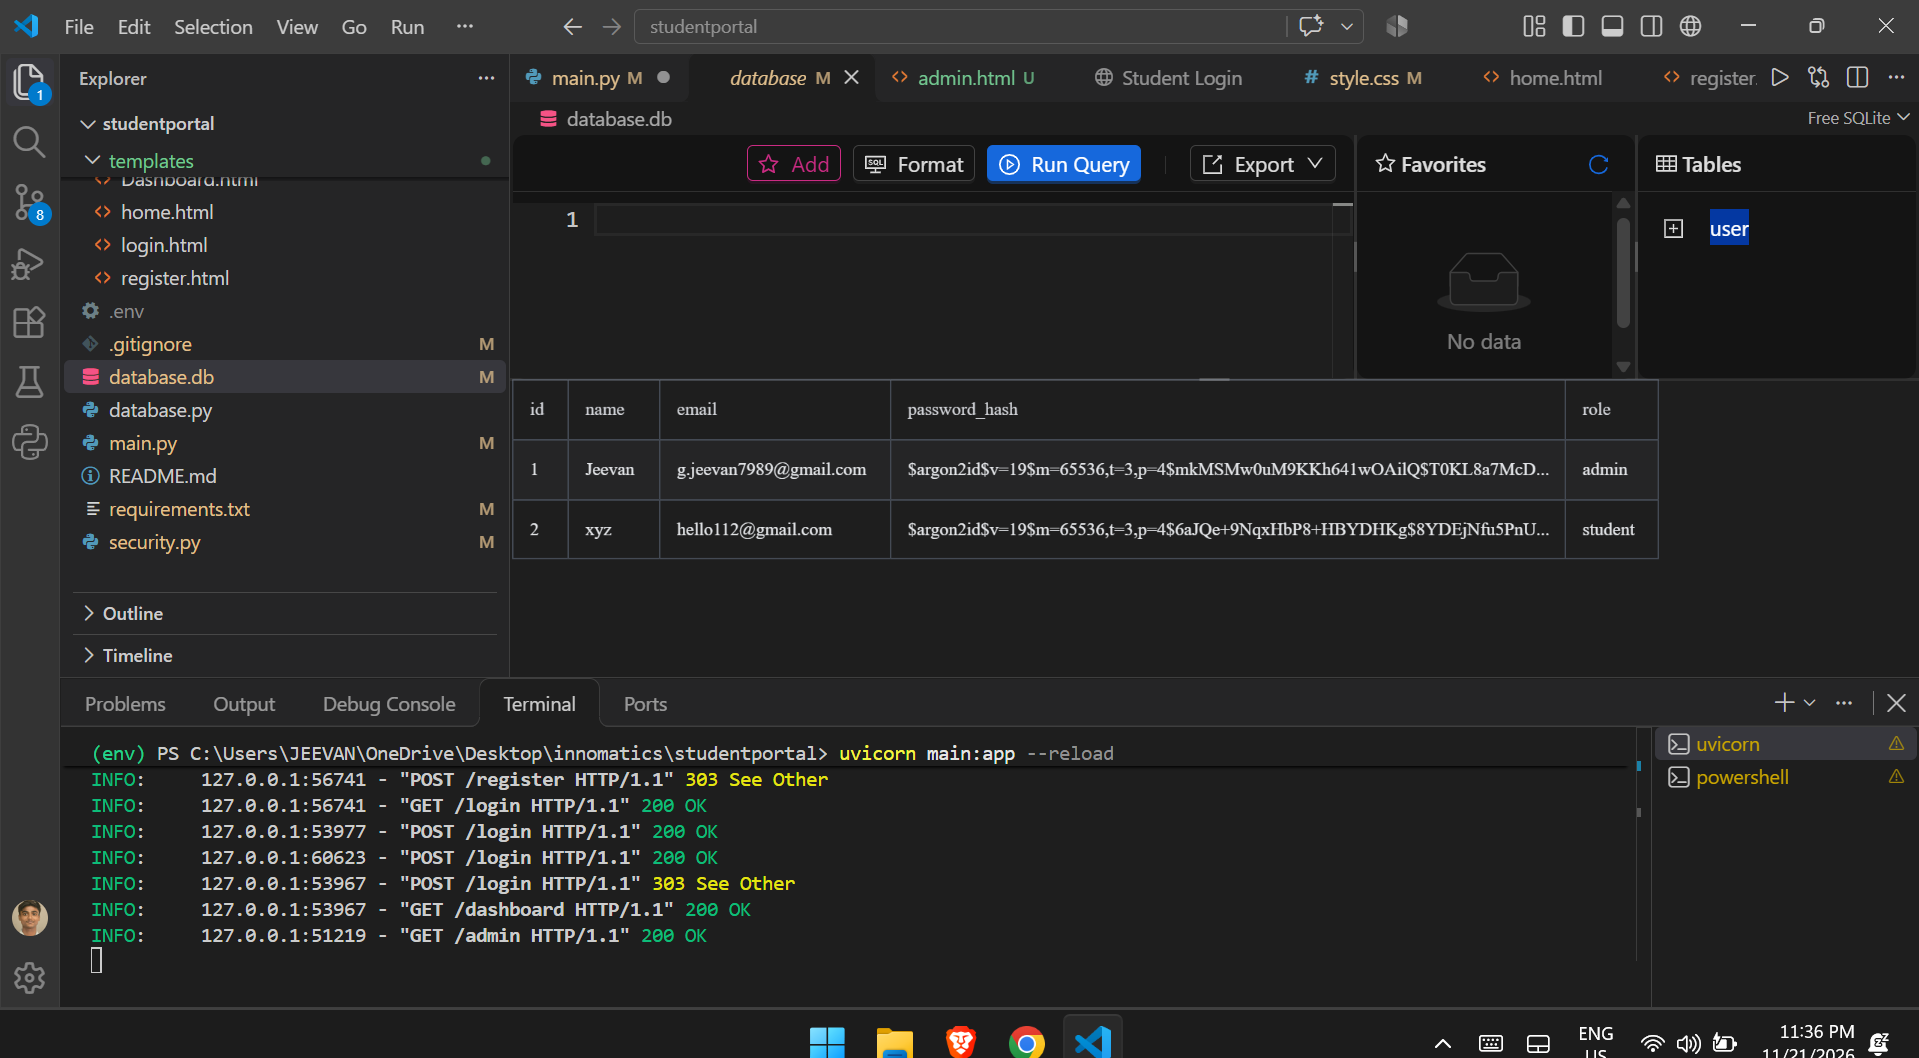 File Edit Selection View Go Run ···
studentportal
Explorer
1
studentportal
templates
Dashboard.html
home.html
login.html
register.html
.env
.gitignore M
database.db M
database.py
main.py M
README.md
requirements.txt M
security.py M
8
Outline
Timeline
main.py M
database M
admin.html U
Student Login
style.css M
home.html
register.
database.db
Free SQLite
Add
SQL Format
Run Query
Export
1
Favorites
No data
Tables
user
id name email password_hash role
1 Jeevan g.jeevan7989@gmail.com $argon2id$v=19$m=65536,t=3,p=4$mkMSMw0uM9KKh641wOAilQ$T0KL8a7McD... admin
2 xyz hello112@gmail.com $argon2id$v=19$m=65536,t=3,p=4$6aJQe+9NqxHbP8+HBYDHKg$8YDEjNfu5PnU... student
Problems Output Debug Console Terminal Ports
(env) PS C:\Users\JEEVAN\OneDrive\Desktop\innomatics\studentportal> uvicorn main:app --reload
INFO: 127.0.0.1:56741 - "POST /register HTTP/1.1" 303 See Other
INFO: 127.0.0.1:56741 - "GET /login HTTP/1.1" 200 OK
INFO: 127.0.0.1:53977 - "POST /login HTTP/1.1" 200 OK
INFO: 127.0.0.1:60623 - "POST /login HTTP/1.1" 200 OK
INFO: 127.0.0.1:53967 - "POST /login HTTP/1.1" 303 See Other
INFO: 127.0.0.1:53967 - "GET /dashboard HTTP/1.1" 200 OK
INFO: 127.0.0.1:51219 - "GET /admin HTTP/1.1" 200 OK
uvicorn
powershell
ENG
US
11:36 PM
11/21/2026